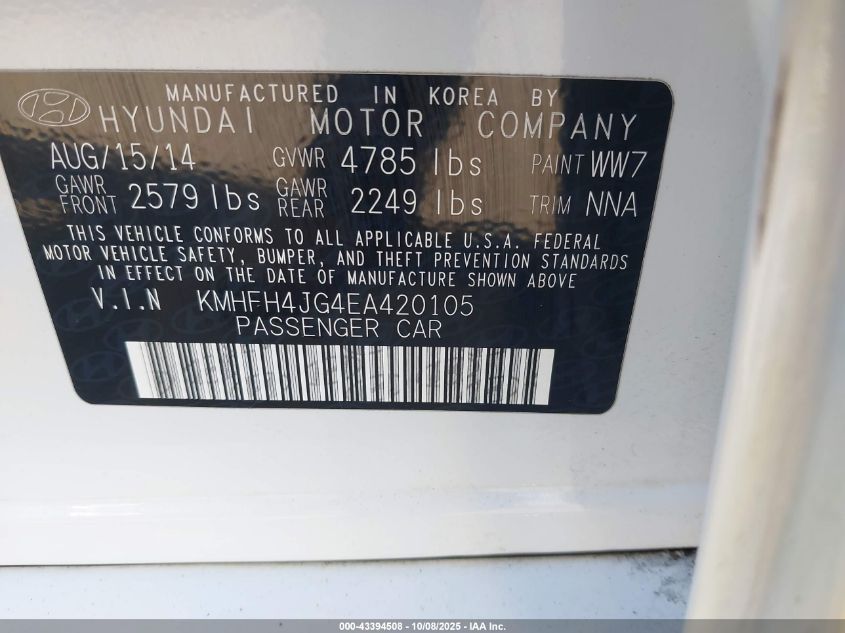 MANUFACTURED IN KOREA BY
HYUNDAI MOTOR COMPANY
AUG/15/14 GVWR 4785 lbs PAINT WW7
GAWR FRONT 2579 lbs GAWR REAR 2249 lbs TRIM NNA
THIS VEHICLE CONFORMS TO ALL APPLICABLE U.S.A. FEDERAL
MOTOR VEHICLE SAFETY, BUMPER, AND THEFT PREVENTION STANDARDS
IN EFFECT ON THE DATE OF MANUFACTURE SHOWN ABOVE
V.I.N KMHFH4JG4EA420105
PASSENGER CAR
000-43394508 - 10/08/2025 - IAA Inc.